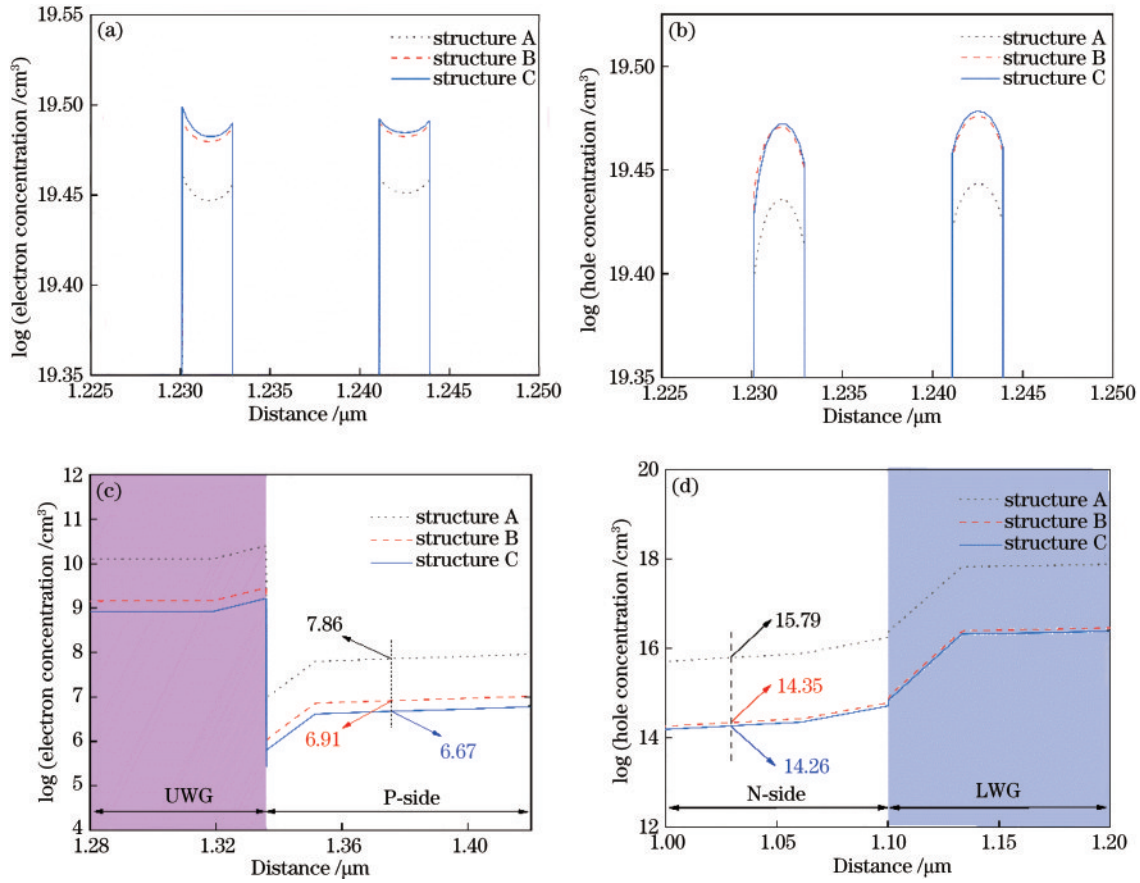 (a)
structure A
structure B
structure C
log (electron concentration /cm³)
19.55
19.50
19.45
19.40
19.35
1.225 1.230 1.235 1.240 1.245 1.250
Distance /μm
(b)
structure A
structure B
structure C
log (hole concentration /cm³)
19.50
19.45
19.40
19.35
1.225 1.230 1.235 1.240 1.245 1.250
Distance /μm
(c)
structure A
structure B
structure C
log (electron concentration /cm³)
12
11
10
9
8
7
6
5
4
7.86
6.91
6.67
UWG
P-side
1.28 1.32 1.36 1.40
Distance /μm
(d)
structure A
structure B
structure C
log (hole concentration /cm³)
20
18
16
14
12
15.79
14.35
14.26
N-side
LWG
1.00 1.05 1.10 1.15 1.20
Distance /μm